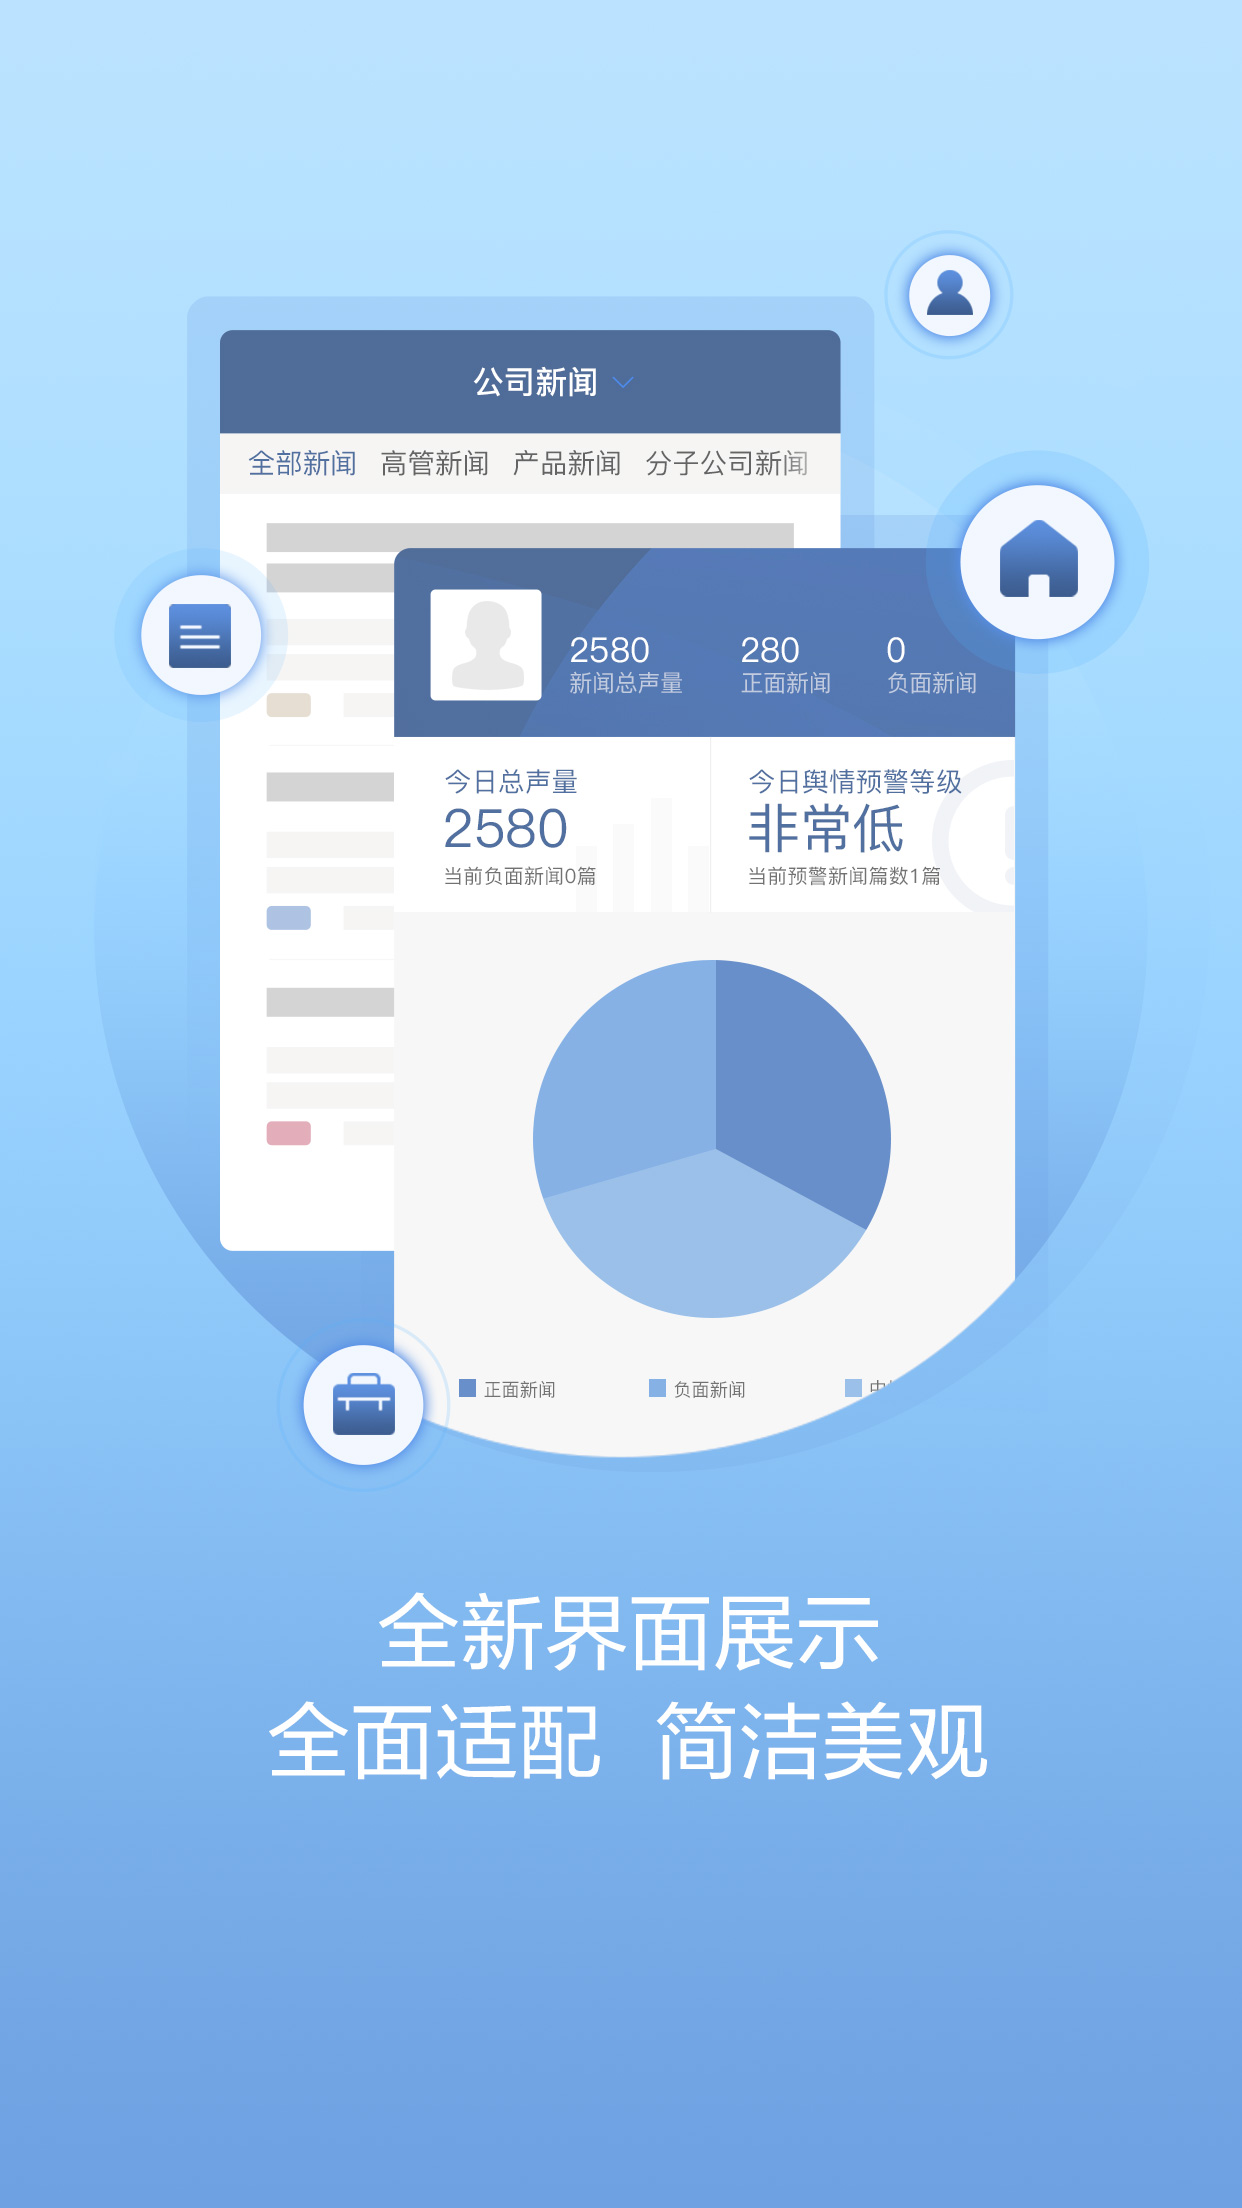 公司新闻
全部新闻 高管新闻 产品新闻 分子公司新闻
2580 280 0
新闻总声量 正面新闻 负面新闻
今日总声量 今日舆情预警等级
2580 非常低
当前负面新闻0篇 当前预警新闻篇数1篇
正面新闻 负面新闻 中
全新界面展示
全面适配 简洁美观